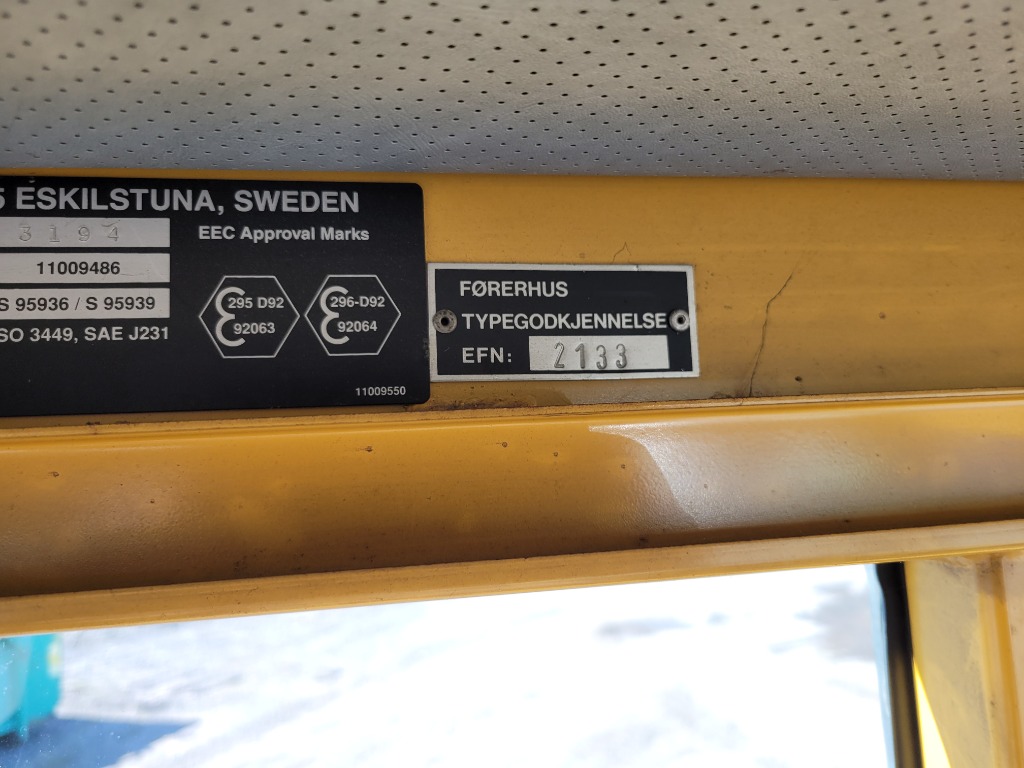 5 ESKILSTUNA, SWEDEN
3194
EEC Approval Marks
11009486
S 95936 / S 95939
295 D92
92063
296-D92
92064
SO 3449, SAE J231
11009550
FØRERHUS
TYPEGODKJENNELSE
EFN: 2133